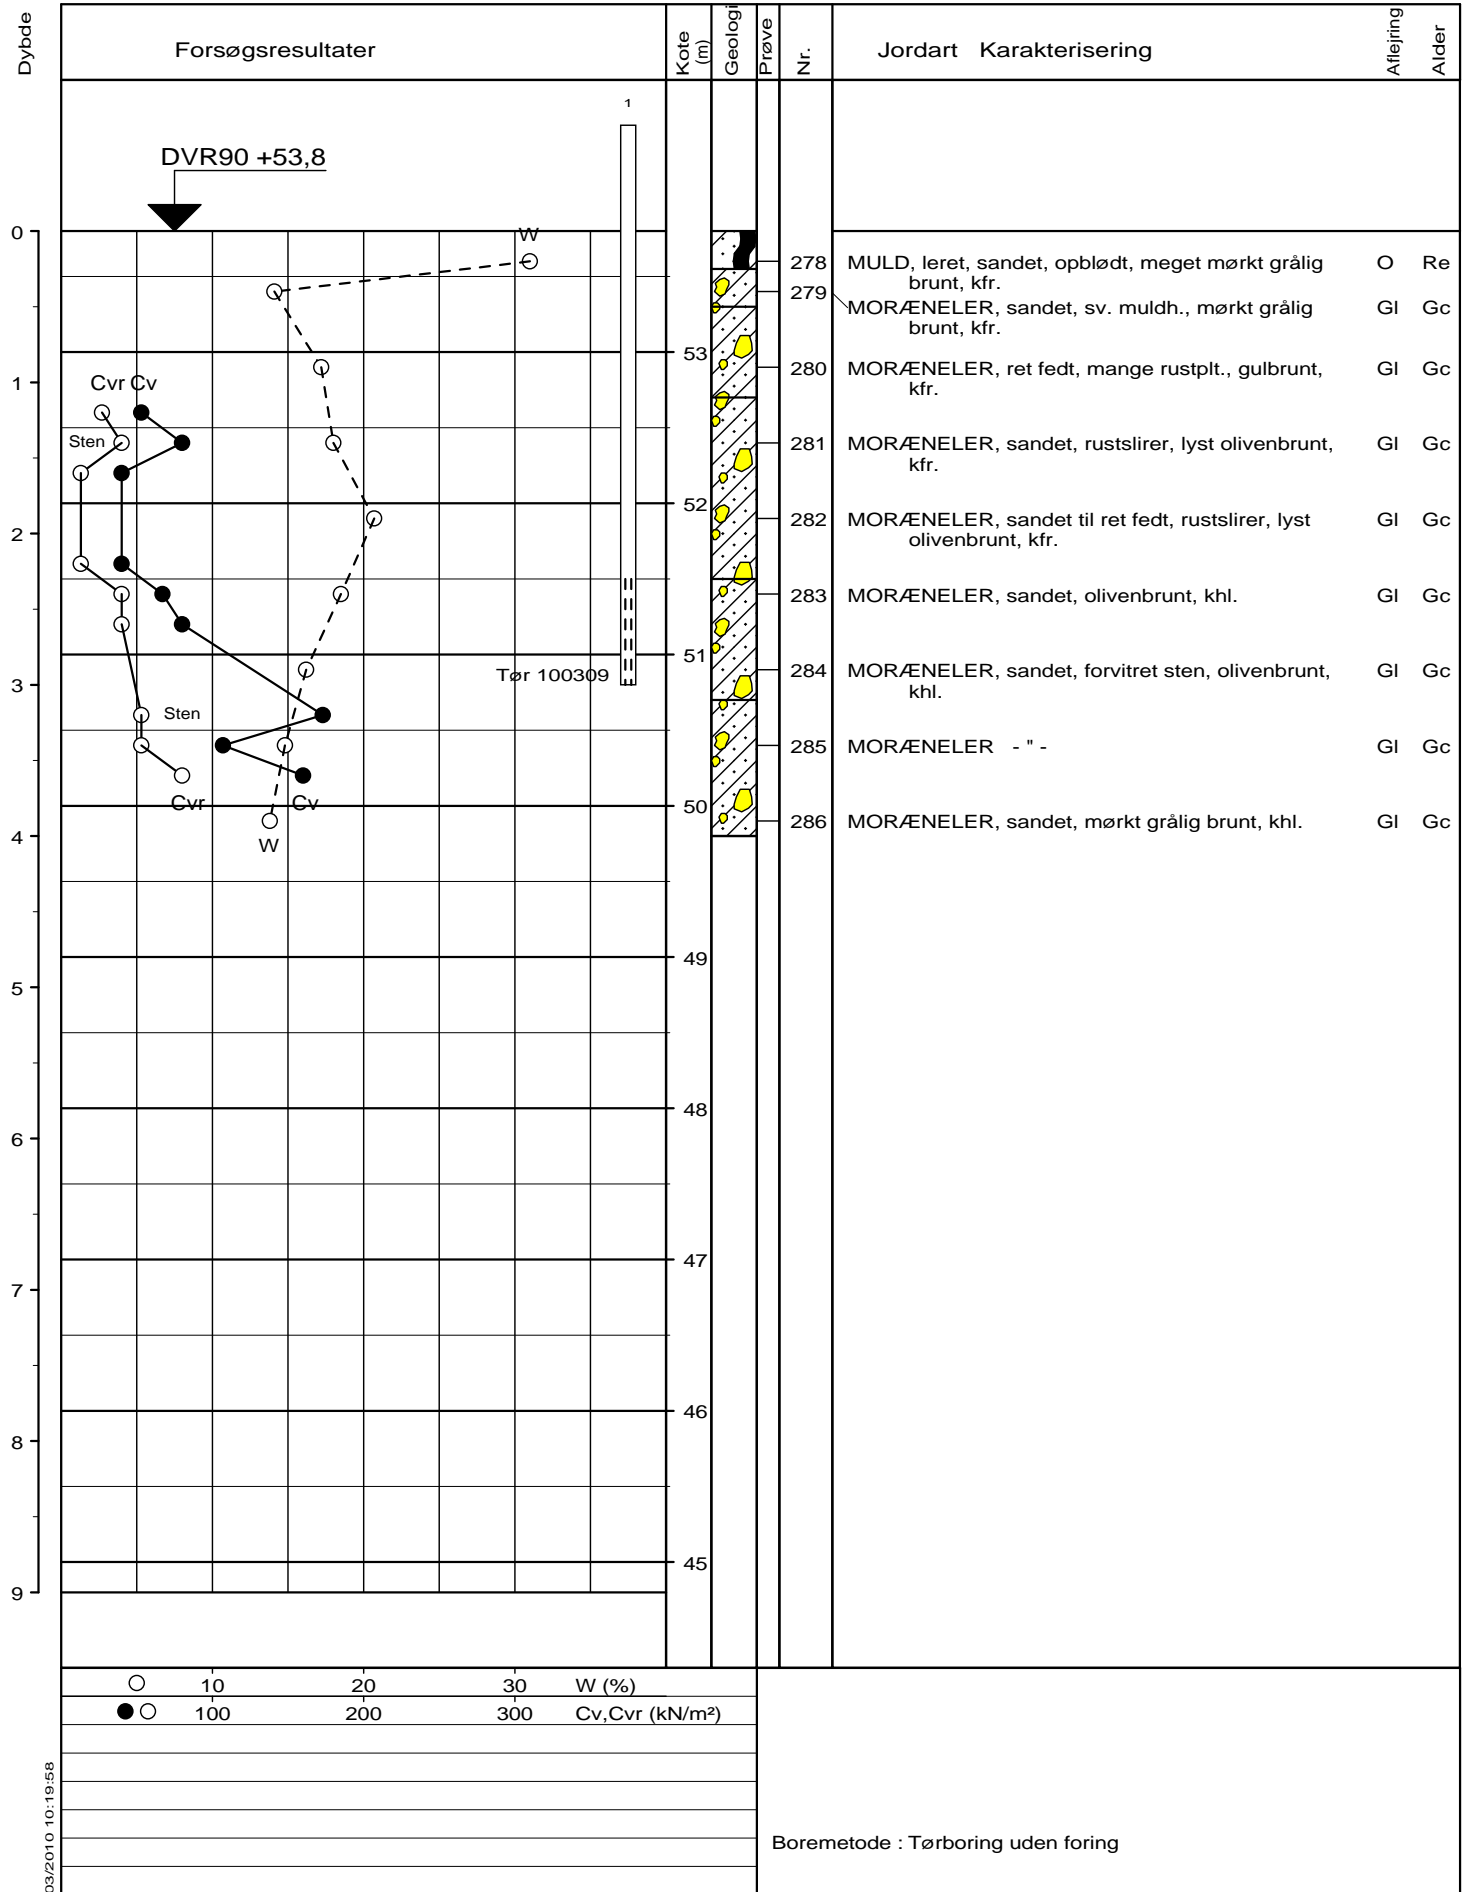 Dybde
Forsøgsresultater
Kote
(m)
Geologi
Prøve
Nr.
Jordart Karakterisering
Aflejring
Alder
1
DVR90 +53,8
0
W
278 MULD, leret, sandet, opblødt, meget mørkt grålig O Re
brunt, kfr.
279
MORÆNELER, sandet, sv. muldh., mørkt grålig Gl Gc
brunt, kfr.
53
280 MORÆNELER, ret fedt, mange rustplt., gulbrunt, Gl Gc
kfr.
1
Cvr Cv
Sten
281 MORÆNELER, sandet, rustslirer, lyst olivenbrunt, Gl Gc
kfr.
52
282 MORÆNELER, sandet til ret fedt, rustslirer, lyst Gl Gc
olivenbrunt, kfr.
2
283 MORÆNELER, sandet, olivenbrunt, khl. Gl Gc
51
Tør 100309
284 MORÆNELER, sandet, forvitret sten, olivenbrunt, Gl Gc
khl.
3
Sten
285 MORÆNELER - " - Gl Gc
Cvr Cv
50
286 MORÆNELER, sandet, mørkt grålig brunt, khl. Gl Gc
4
W
49
5
48
6
47
7
46
8
45
9
10 20 30 W (%)
100 200 300 Cv,Cvr (kN/m²)
03/2010 10:19:58
Boremetode : Tørboring uden foring